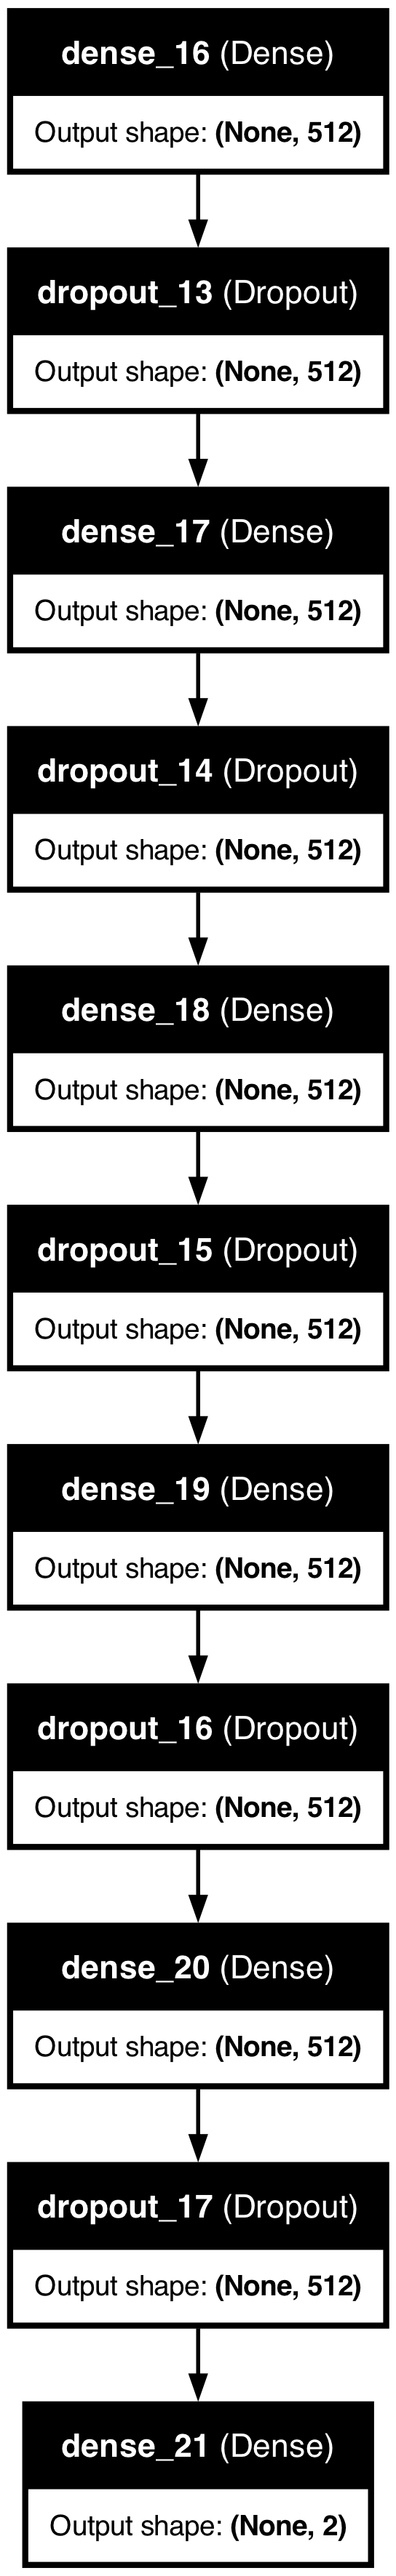 dense_16 (Dense)
Output shape: (None, 512)
dropout_13 (Dropout)
Output shape: (None, 512)
dense_17 (Dense)
Output shape: (None, 512)
dropout_14 (Dropout)
Output shape: (None, 512)
dense_18 (Dense)
Output shape: (None, 512)
dropout_15 (Dropout)
Output shape: (None, 512)
dense_19 (Dense)
Output shape: (None, 512)
dropout_16 (Dropout)
Output shape: (None, 512)
dense_20 (Dense)
Output shape: (None, 512)
dropout_17 (Dropout)
Output shape: (None, 512)
dense_21 (Dense)
Output shape: (None, 2)